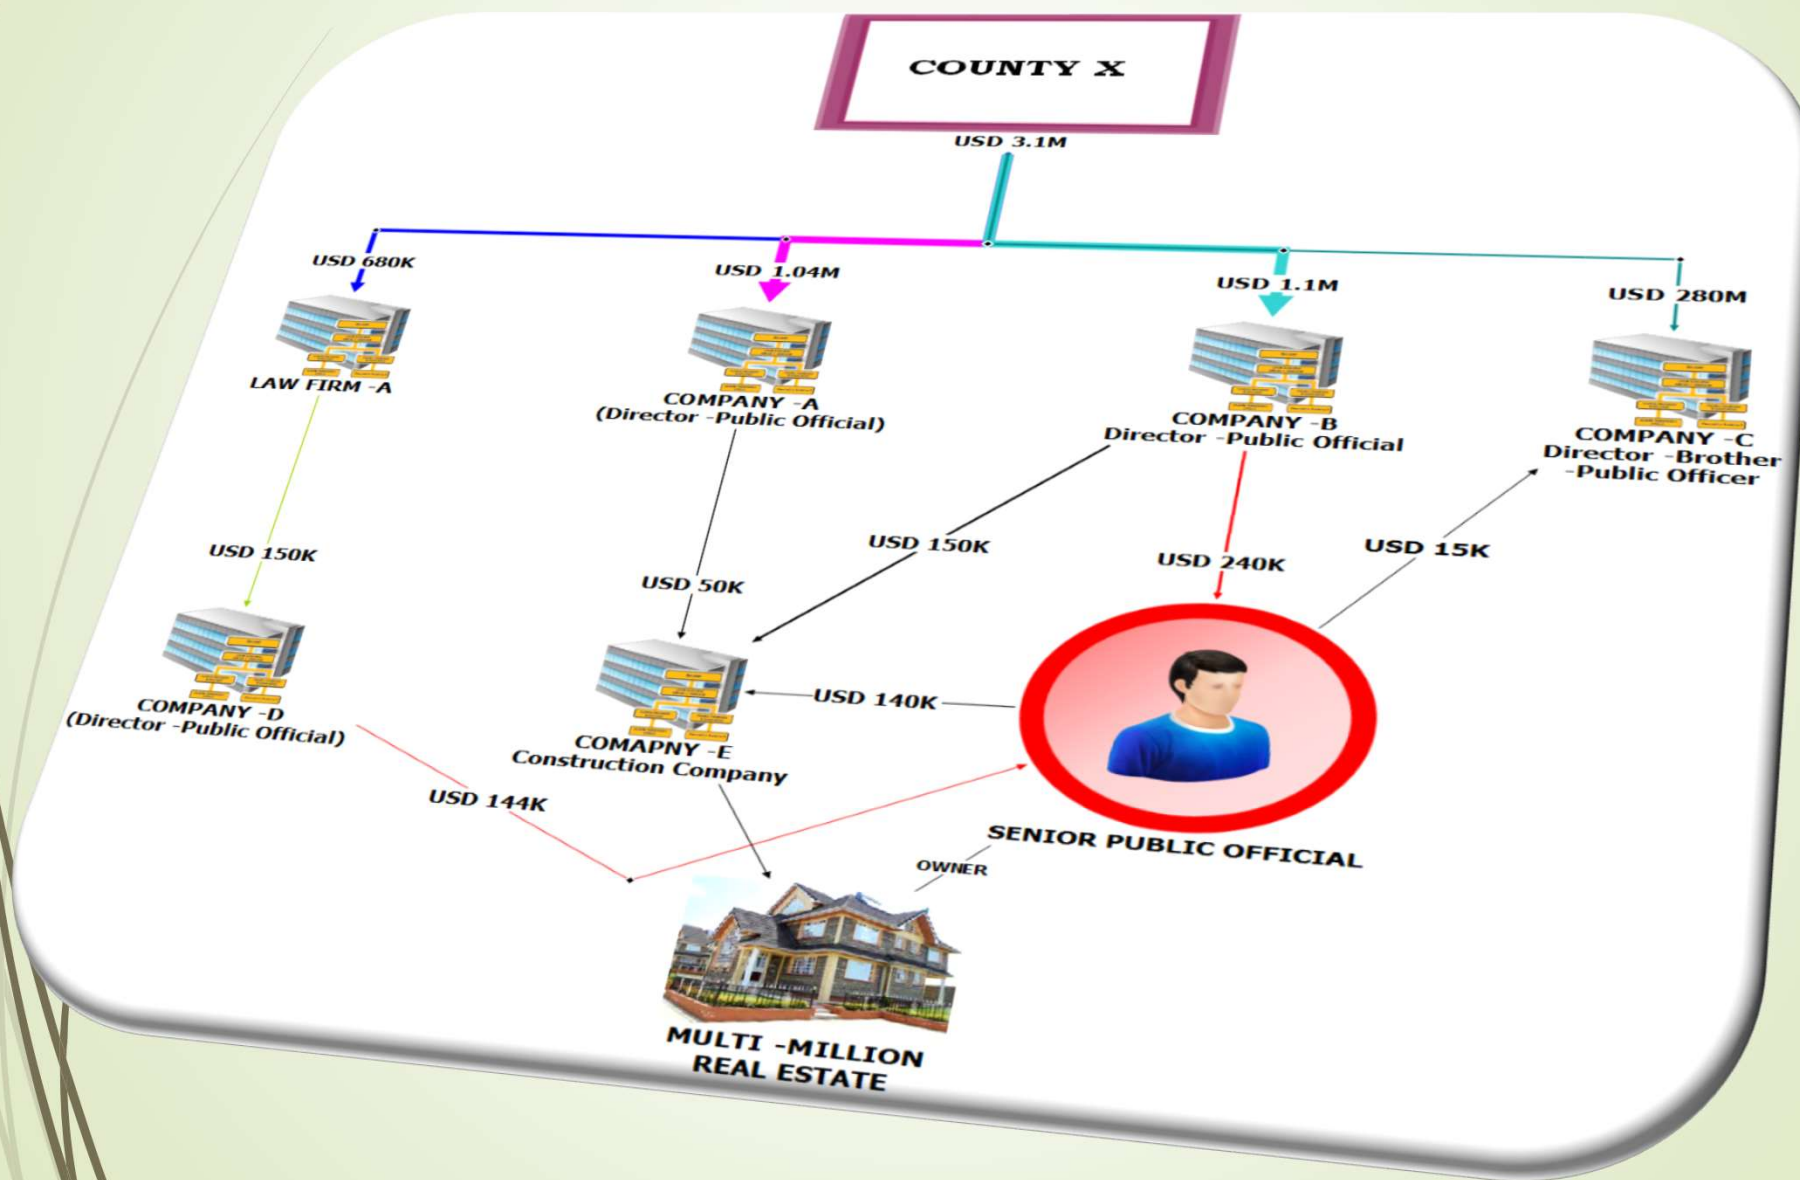 COUNTY X
USD 3.1M
USD 680K
USD 1.04M
USD 1.1M
USD 280M
LAW FIRM -A
COMPANY -A
(Director -Public Official)
COMPANY -B
Director -Public Official
COMPANY -C
Director -Brother
-Public Officer
USD 150K
USD 50K
USD 150K
USD 240K
USD 15K
COMPANY -D
(Director -Public Official)
COMAPNY -E
Construction Company
USD 140K
USD 144K
SENIOR PUBLIC OFFICIAL
OWNER
MULTI -MILLION
REAL ESTATE